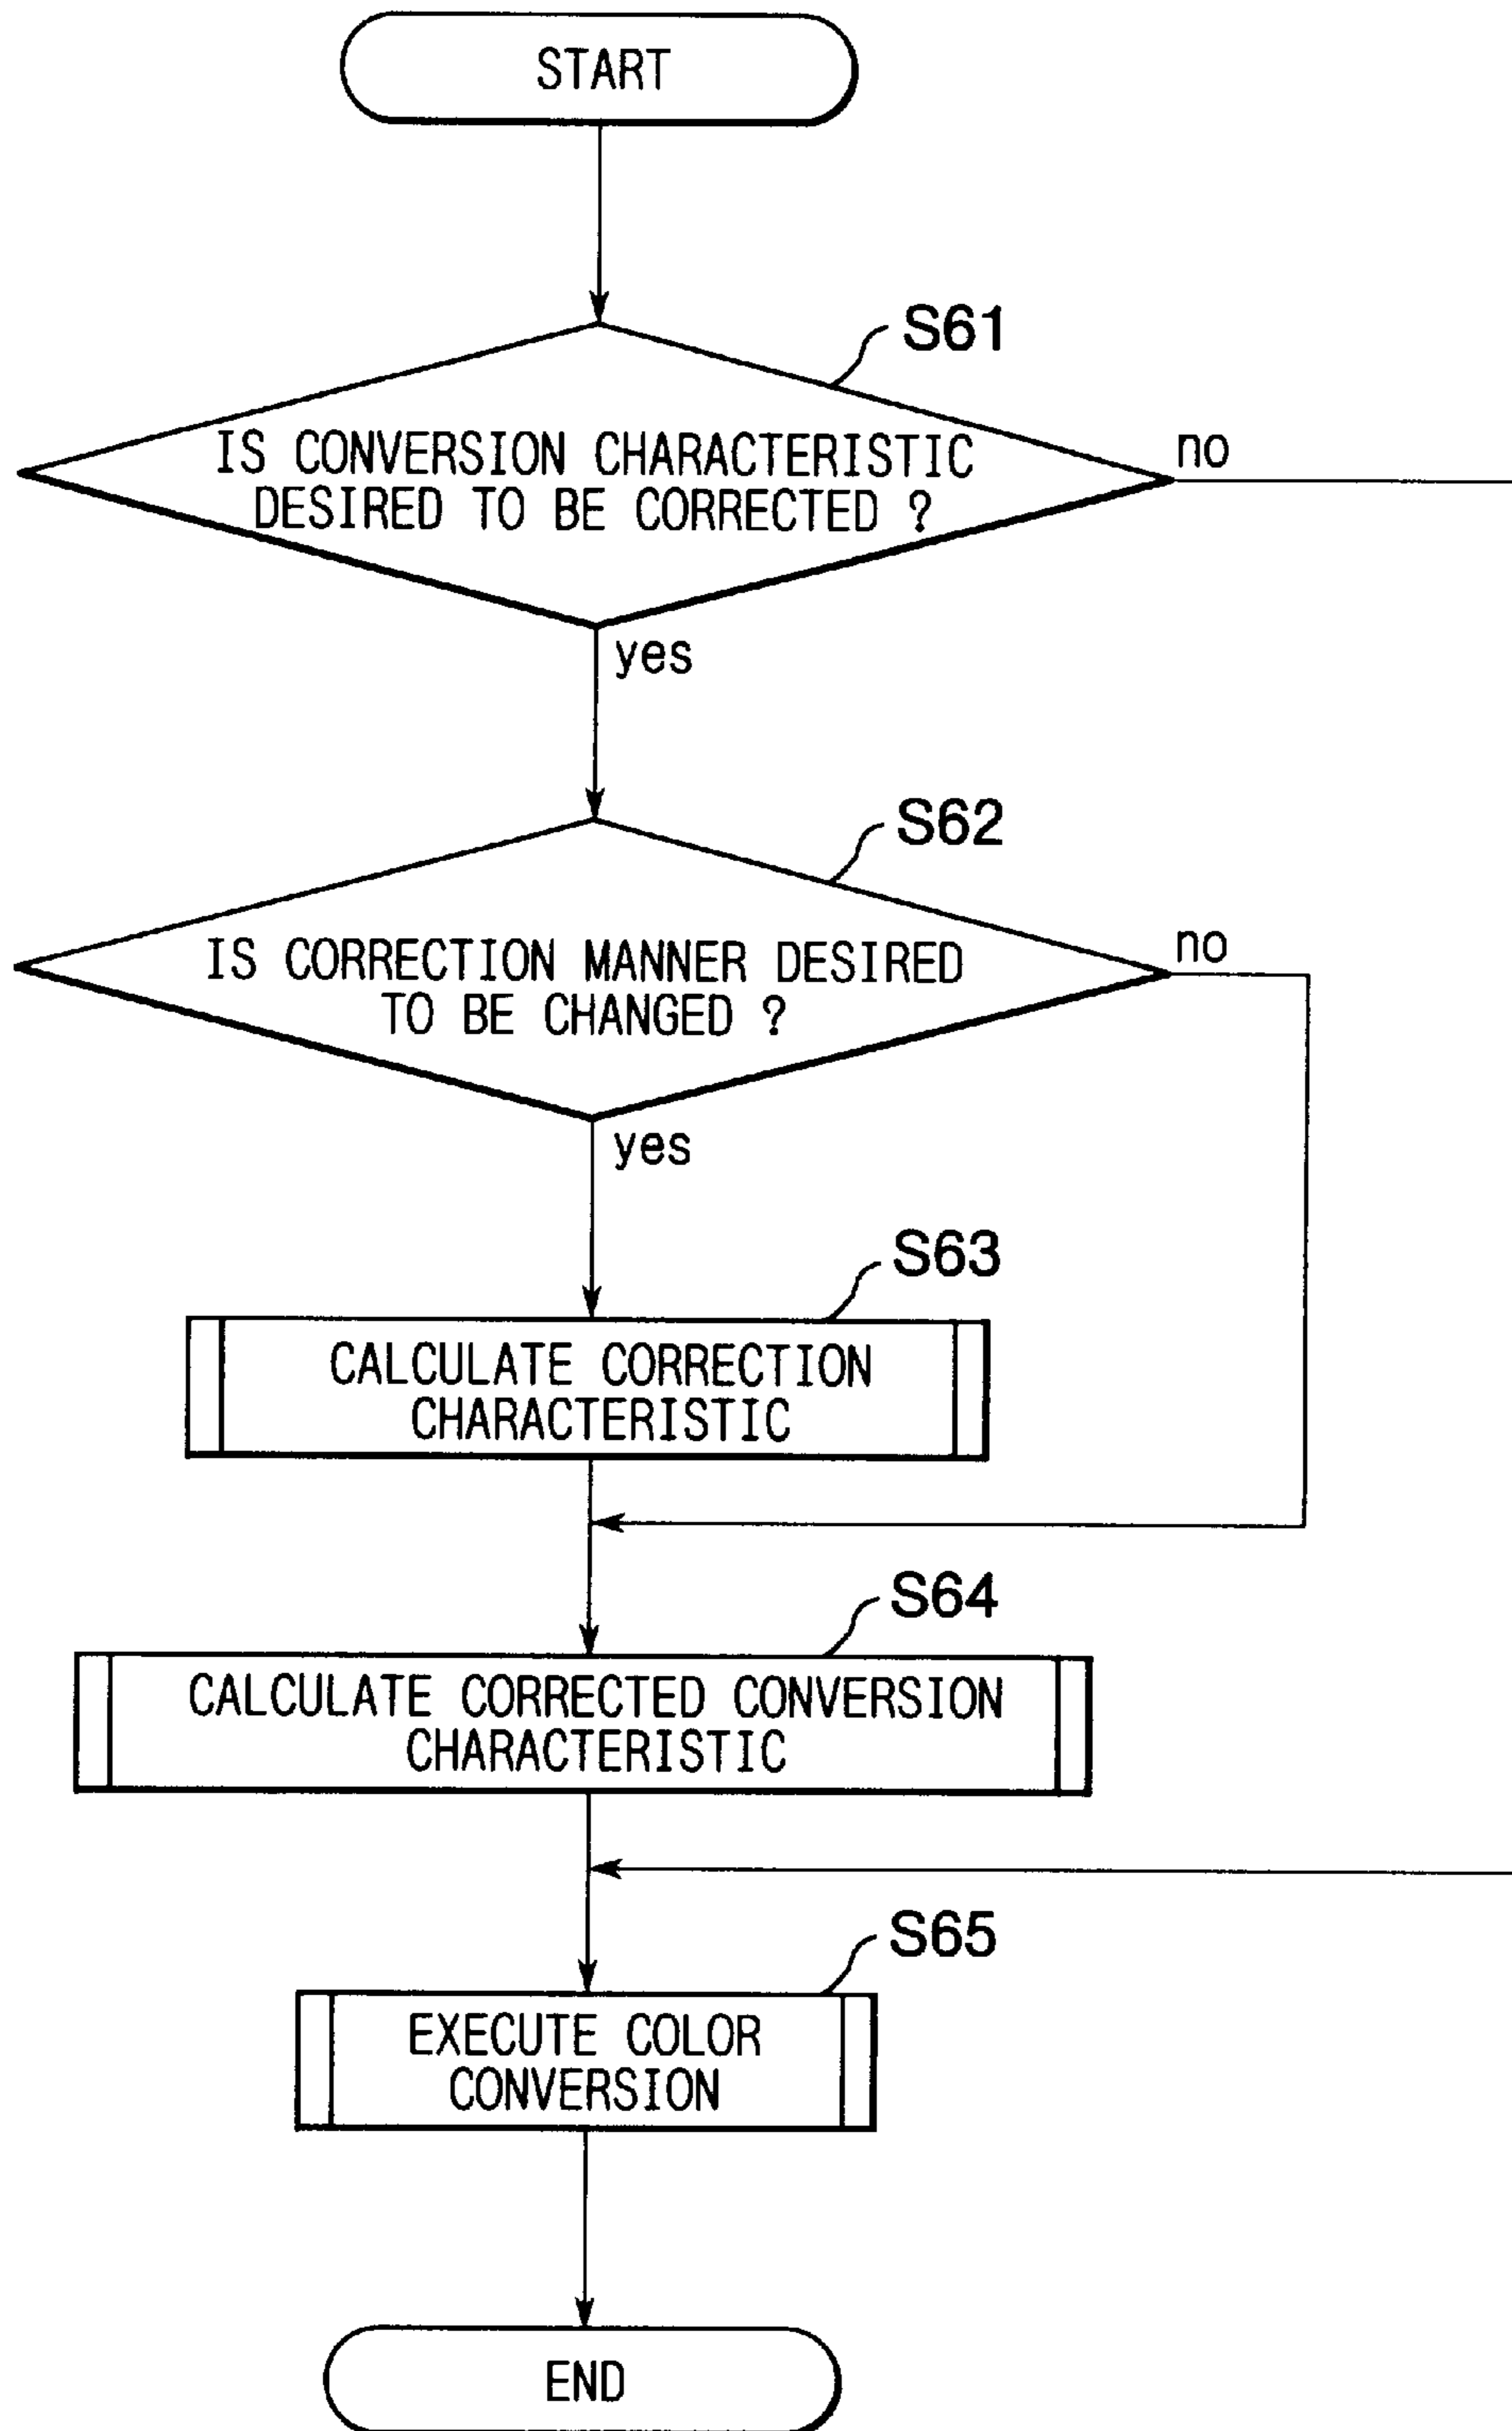 START
S61
IS CONVERSION CHARACTERISTIC
DESIRED TO BE CORRECTED ?
no
yes
S62
IS CORRECTION MANNER DESIRED
TO BE CHANGED ?
no
yes
S63
CALCULATE CORRECTION
CHARACTERISTIC
S64
CALCULATE CORRECTED CONVERSION
CHARACTERISTIC
S65
EXECUTE COLOR
CONVERSION
END